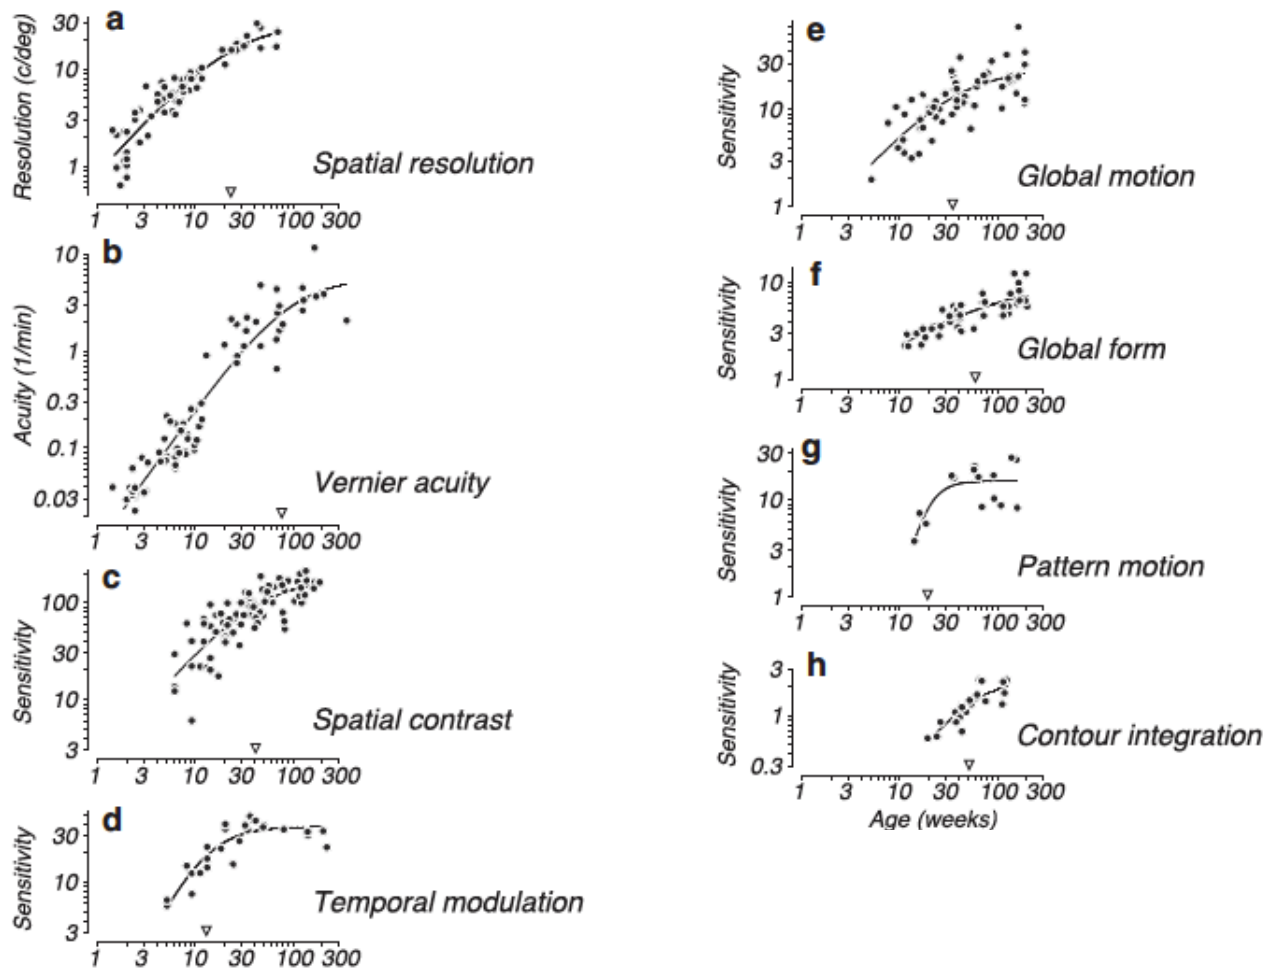 a
30
10
3
1
Resolution (c/deg)
Spatial resolution
1 3 10 30 100 300
b
10
3
1
0.3
0.1
0.03
Acuity (1/min)
Vernier acuity
1 3 10 30 100 300
c
100
30
10
3
Sensitivity
Spatial contrast
1 3 10 30 100 300
d
30
10
3
Sensitivity
Temporal modulation
1 3 10 30 100 300
e
30
10
3
1
Sensitivity
Global motion
1 3 10 30 100 300
f
10
3
1
Sensitivity
Global form
1 3 10 30 100 300
g
30
10
3
1
Sensitivity
Pattern motion
1 3 10 30 100 300
h
3
1
0.3
Sensitivity
Contour integration
1 3 10 30 100 300
Age (weeks)